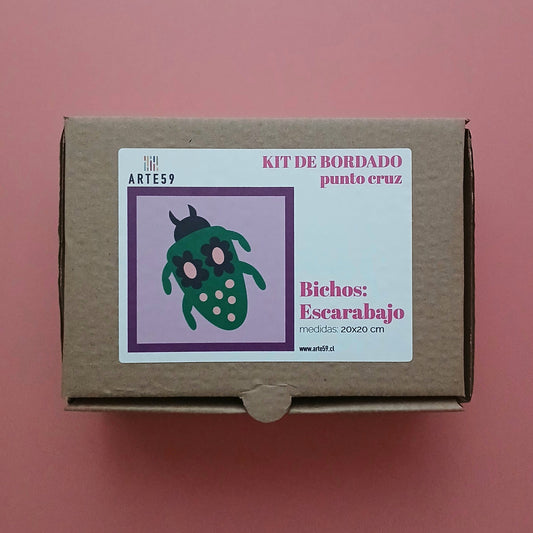 ARTE59
KIT DE BORDADO
punto cruz
Bichos:
Escarabajo
medidas: 20x20 cm
www.arte59.cl